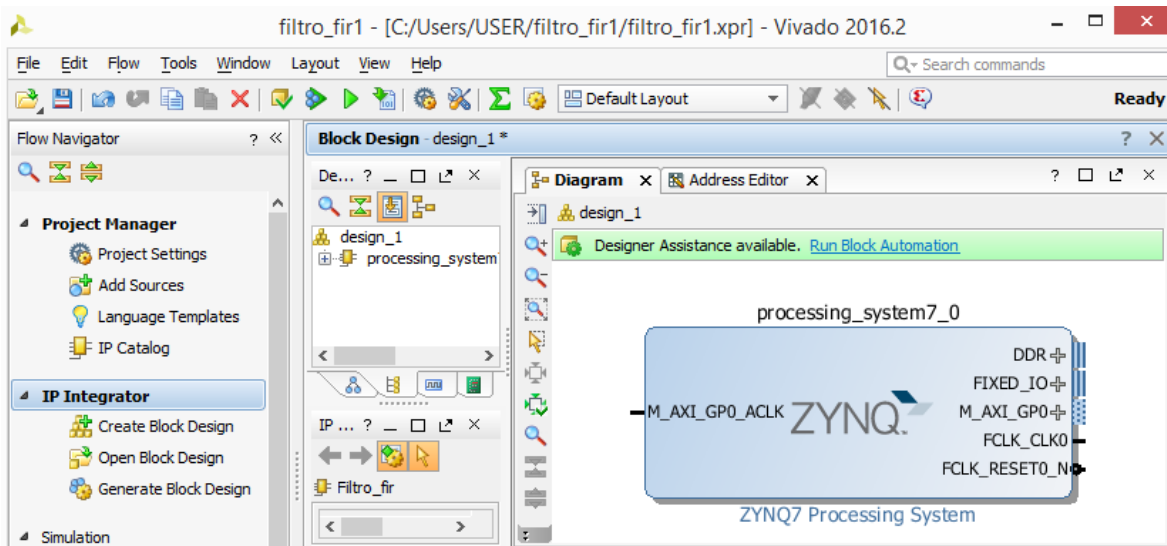 filtro_fir1 - [C:/Users/USER/filtro_fir1/filtro_fir1.xpr] - Vivado 2016.2
File Edit Flow Tools Window Layout View Help
Search commands
Default Layout
Ready
Flow Navigator
Block Design - design_1 *
De...
Diagram
Address Editor
design_1
Designer Assistance available. Run Block Automation
Project Manager
Project Settings
Add Sources
Language Templates
IP Catalog
IP Integrator
Create Block Design
Open Block Design
Generate Block Design
Simulation
design_1
processing_system
IP ...
Filtro_fir
processing_system7_0
DDR
FIXED_IO
M_AXI_GP0_ACLK ZYNQ M_AXI_GP0
FCLK_CLK0
FCLK_RESET0_N
ZYNQ7 Processing System